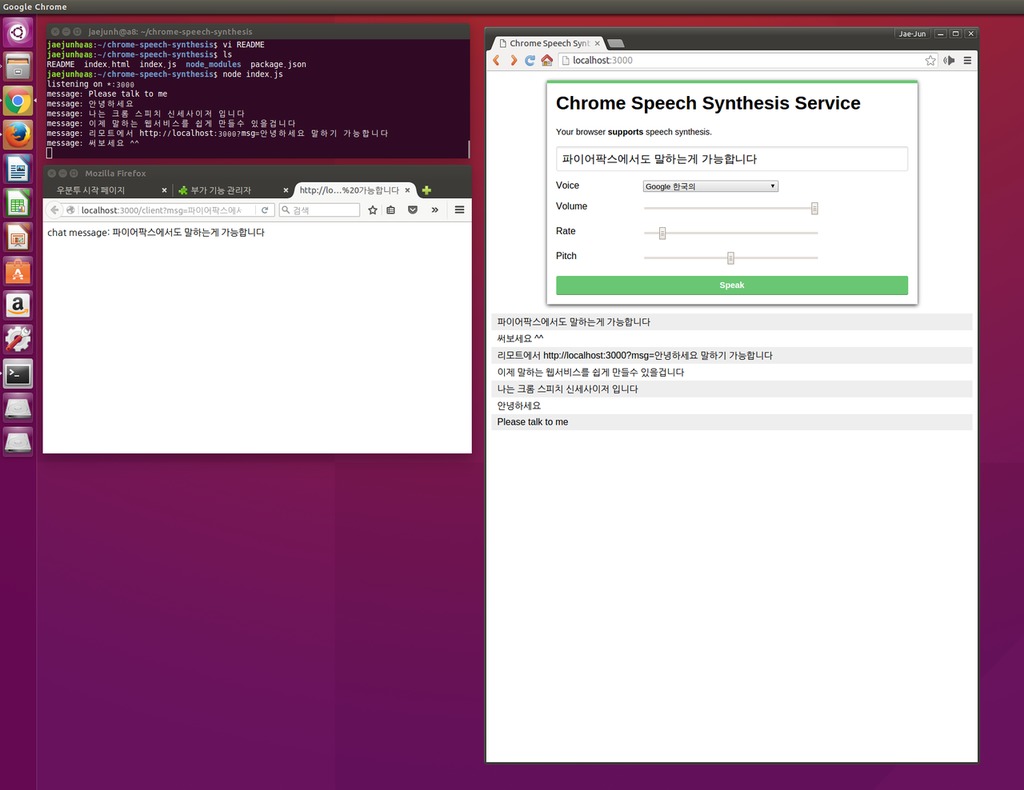 Google Chrome
jaejunh@a8: ~/chrome-speech-synthesis
jaejunh@a8:~/chrome-speech-synthesis$ vi README
jaejunh@a8:~/chrome-speech-synthesis$ ls
README index.html index.js node_modules package.json
jaejunh@a8:~/chrome-speech-synthesis$ node index.js
listening on *:3000
message: Please talk to me
message: 안녕하세요
message: 나는 크롬 스피치 신세사이저 입니다
message: 이제 말하는 웹서비스를 쉽게 만들수 있을겁니다
message: 리모트에서 http://localhost:3000?msg=안녕하세요 말하기 가능합니다
message: 써보세요 ^^
Mozilla Firefox
우분투 시작 페이지
부가 기능 관리자
http://lo...%20가능합니다
localhost:3000/client?msg=파이어팍스에서
검색
chat message: 파이어팍스에서도 말하는게 가능합니다
Jae-Jun
Chrome Speech Synt
localhost:3000
Chrome Speech Synthesis Service
Your browser supports speech synthesis.
파이어팍스에서도 말하는게 가능합니다
Voice Google 한국의
Volume
Rate
Pitch
Speak
파이어팍스에서도 말하는게 가능합니다
써보세요 ^^
리모트에서 http://localhost:3000?msg=안녕하세요 말하기 가능합니다
이제 말하는 웹서비스를 쉽게 만들수 있을겁니다
나는 크롬 스피치 신세사이저 입니다
안녕하세요
Please talk to me